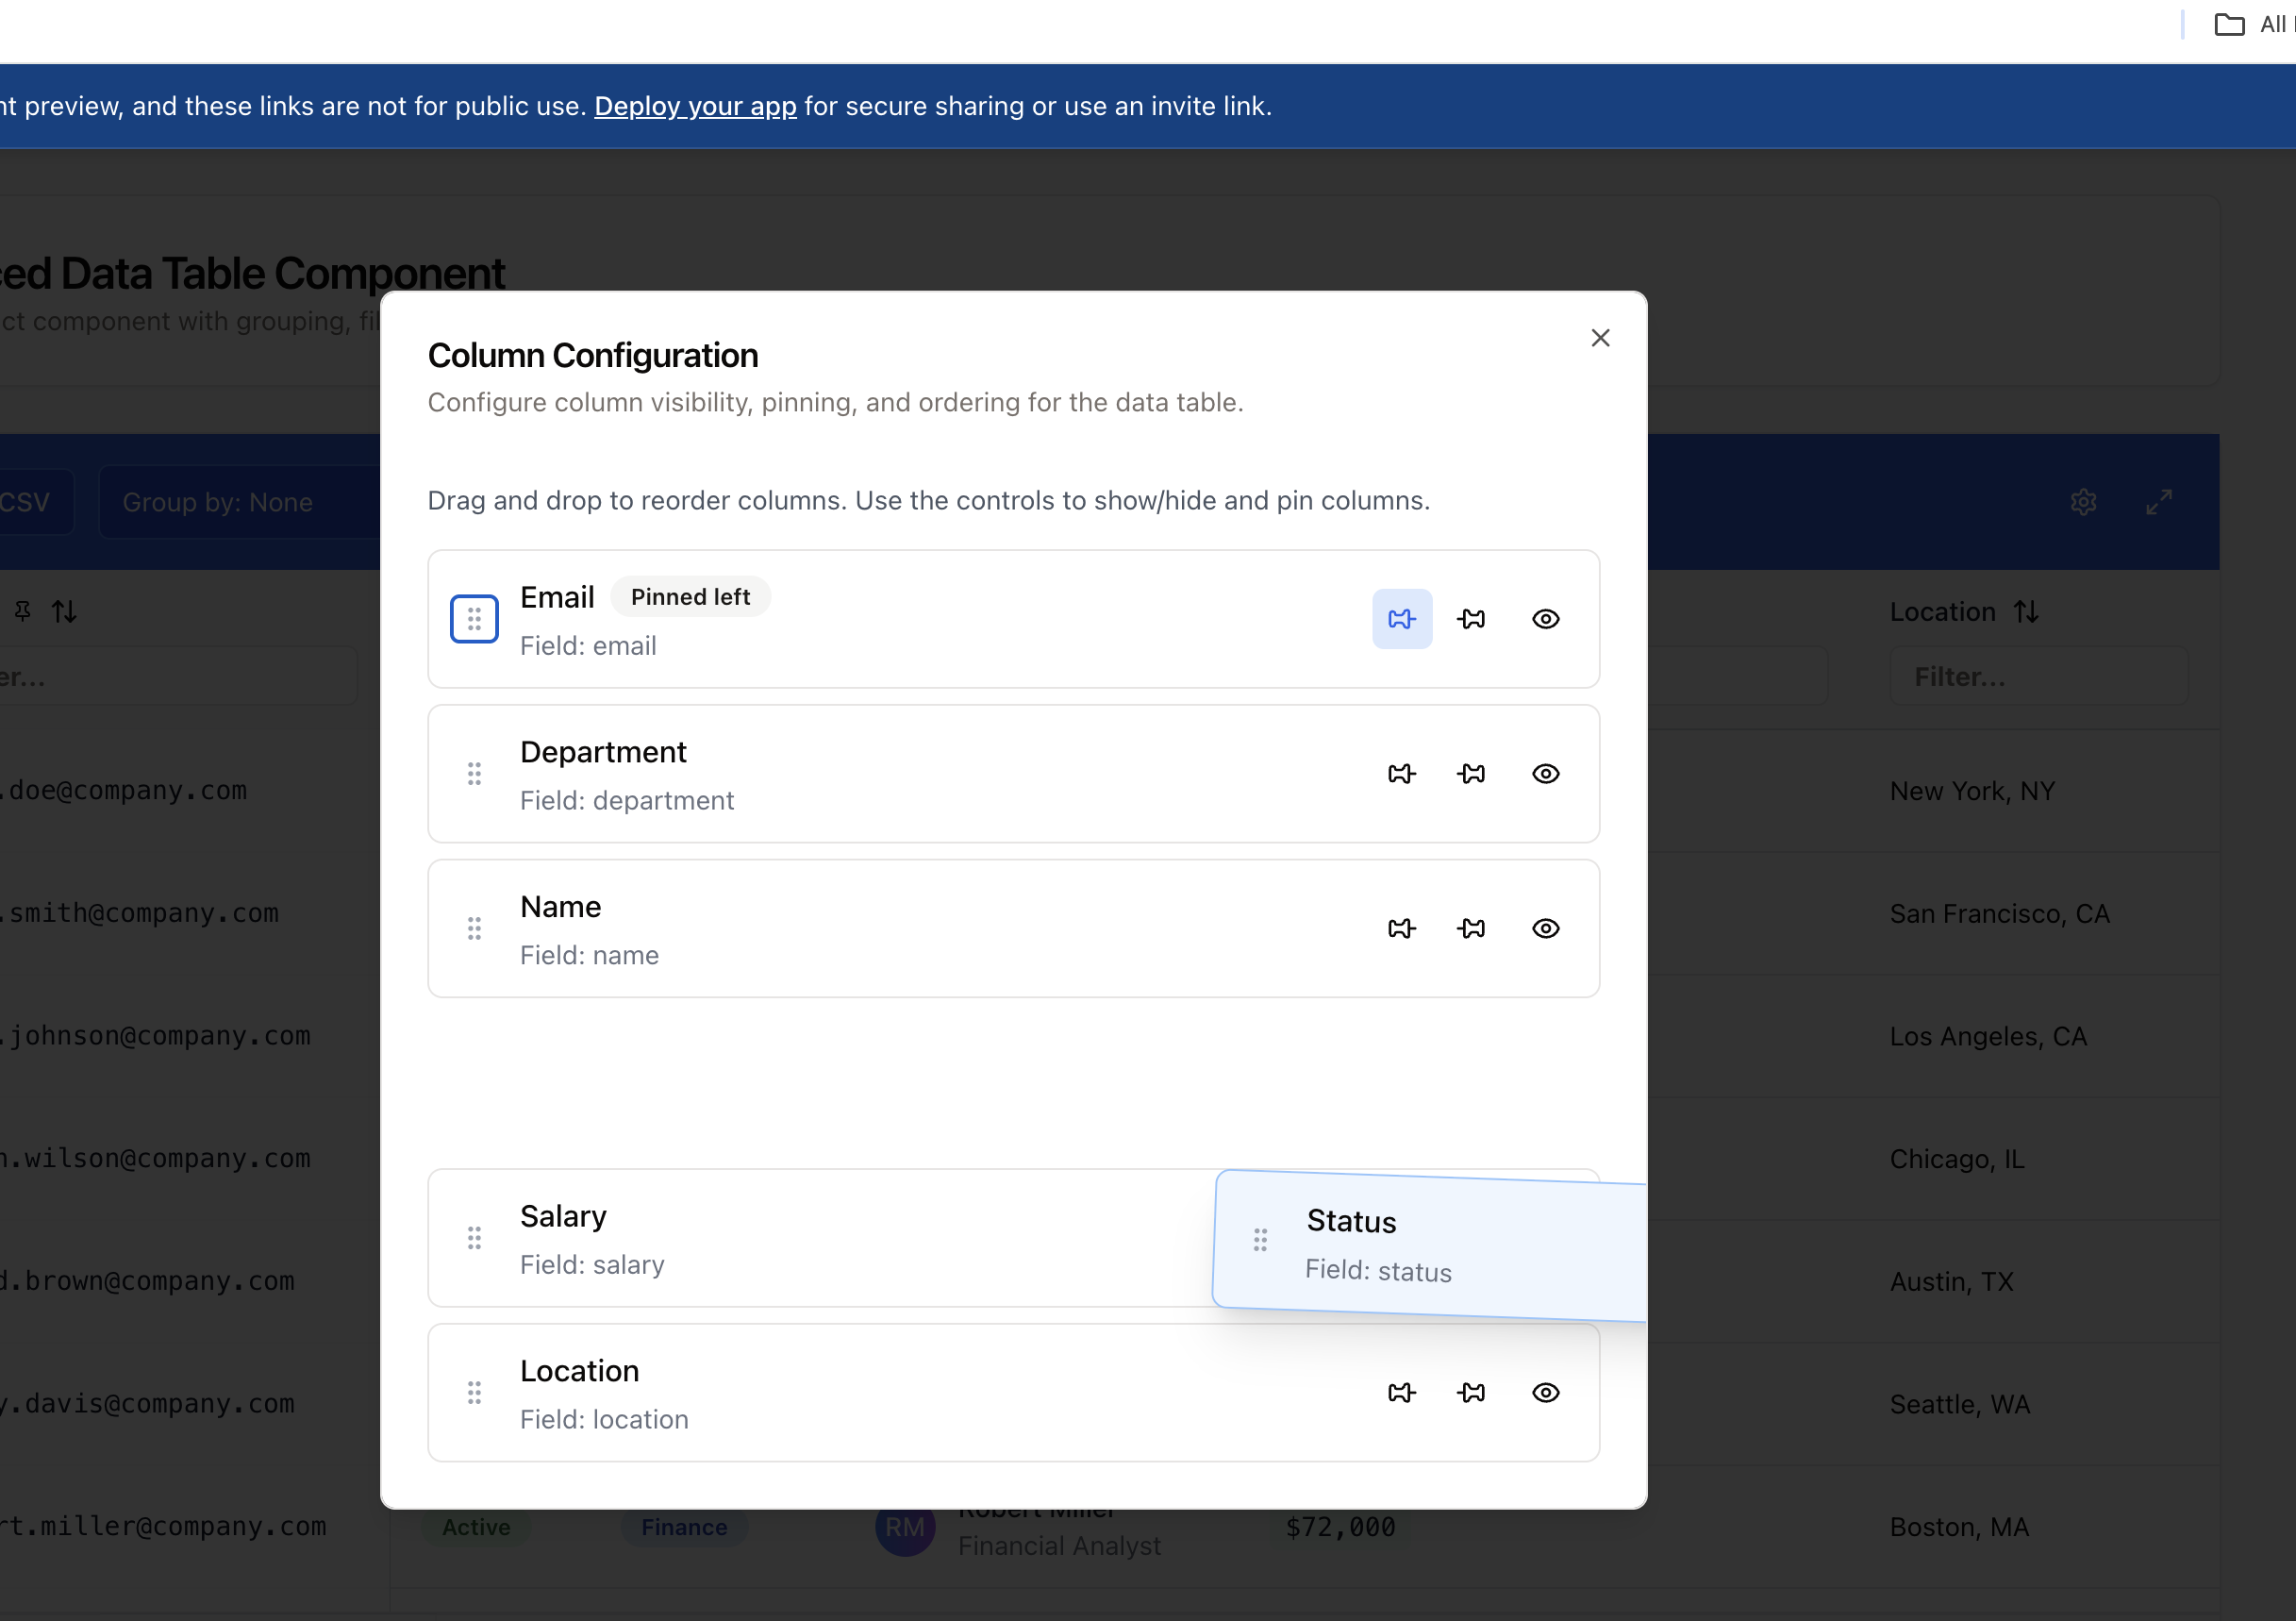 All
nt preview, and these links are not for public use. Deploy your app for secure sharing or use an invite link.
ced Data Table Component
ct component with grouping, fil
Column Configuration
Configure column visibility, pinning, and ordering for the data table.
CSV
Group by: None
Drag and drop to reorder columns. Use the controls to show/hide and pin columns.
Email Pinned left
Field: email
Location
er...
Filter...
Department
Field: department
.doe@company.com
New York, NY
Name
Field: name
.smith@company.com
San Francisco, CA
.johnson@company.com
Los Angeles, CA
n.wilson@company.com
Chicago, IL
Salary
Field: salary
Status
Field: status
d.brown@company.com
Austin, TX
Location
Field: location
y.davis@company.com
Seattle, WA
rt.miller@company.com
Active
Finance
RM
Robert Miller
Financial Analyst
$72,000
Boston, MA